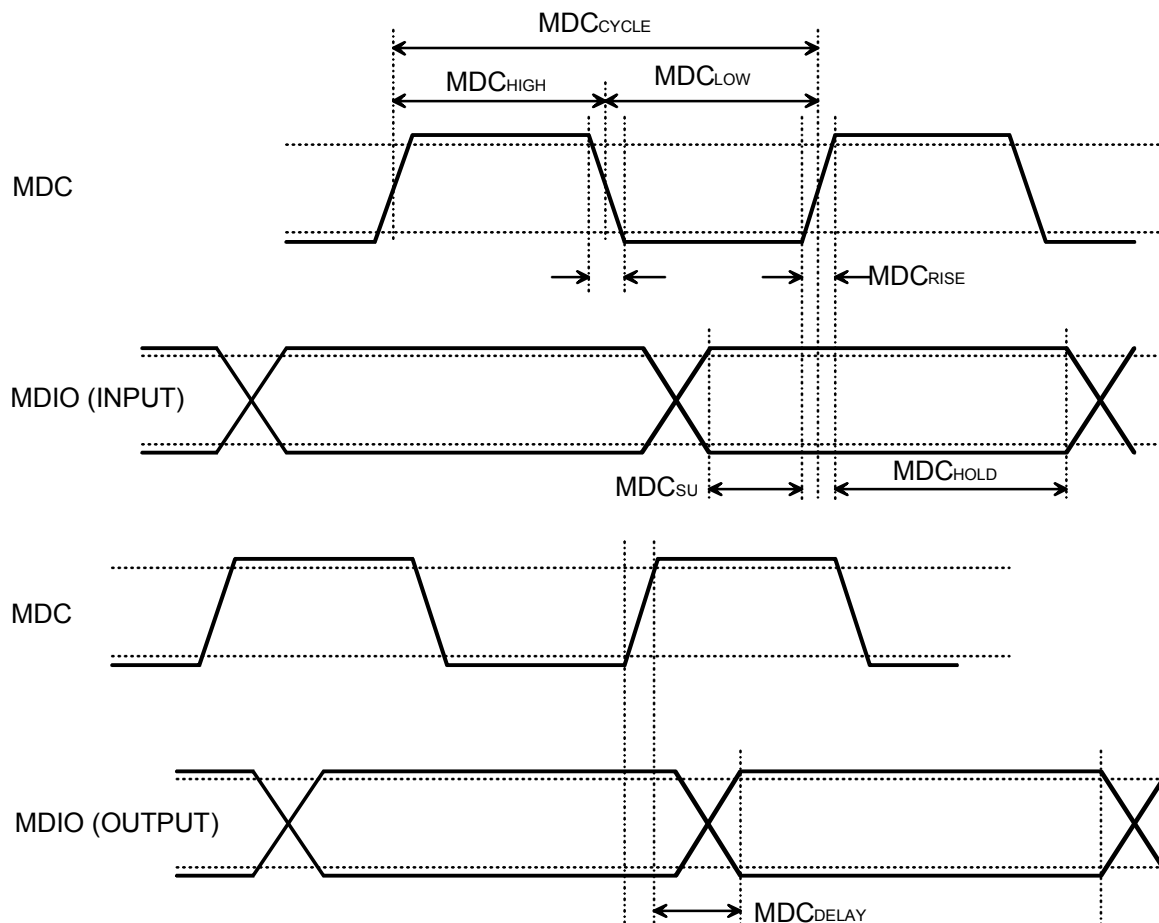 MDCCYCLE
MDCHIGH
MDCLOW
MDC
MDCRISE
MDIO (INPUT)
MDCSU
MDCHOLD
MDC
MDIO (OUTPUT)
MDCDELAY